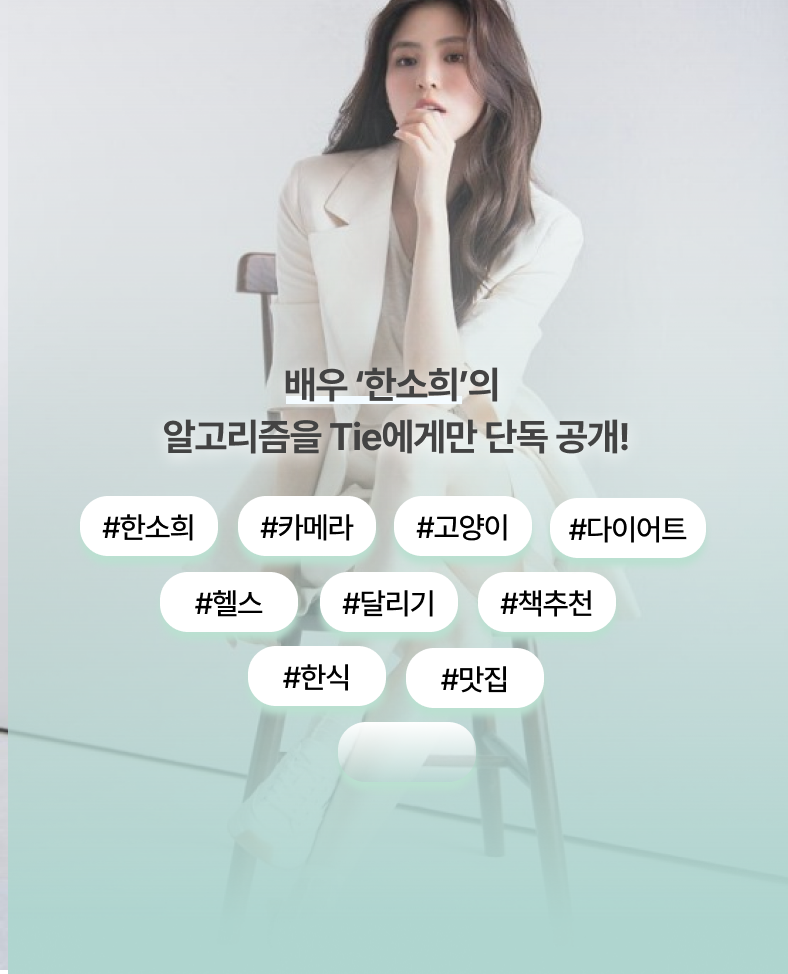 배우 ‘한소희’의
알고리즘을 Tie에게만 단독 공개!
#한소희 #카메라 #고양이 #다이어트
#헬스 #달리기 #책추천
#한식 #맛집